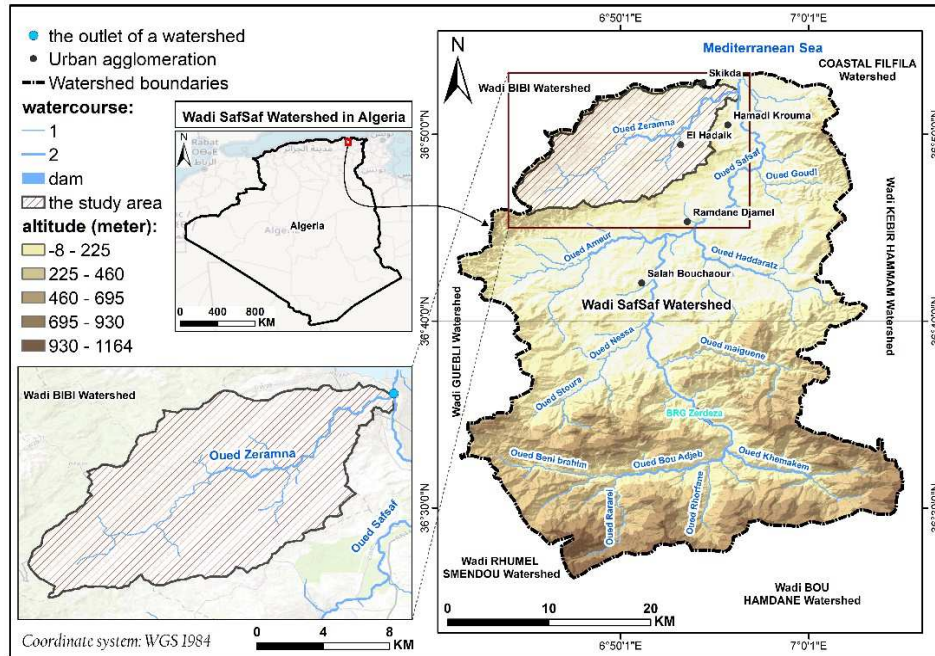 the outlet of a watershed
Urban agglomeration
Watershed boundaries
watercourse:
1
2
dam
the study area
altitude (meter):
-8 - 225
225 - 460
460 - 695
695 - 930
930 - 1164
Wadi SafSaf Watershed in Algeria
N
Rabat
Algeria
0 400 800
KM
Wadi BIBI Watershed
Oued Zeramna
Oued Safsaf
Coordinate system: WGS 1984
0 4 8
KM
6°50'1"E 7°0'1"E
N
Mediterranean Sea
COASTAL FILFILA
Watershed
Skikda
Wadi BIBI Watershed
Hamadi Krouma
Oued Zeramna
El Hadaik
Oued Safsaf
Oued Goudi
Ramdane Djamel
Oued Ameur
Oued Haddaratz
Salah Bouchaour
Wadi SafSaf Watershed
Wadi GUEBLI Watershed
Wadi KEBIR HAMMAM Watershed
Oued Nessa
Oued maiguene
Oued Stoura
BRG Zerdeza
Oued Beni brahim
Oued Bou Adjeb
Oued Khemakem
Oued Rararef
Oued Rhorfane
Wadi RHUMEL
SMENDOU Watershed
Wadi BOU
HAMDANE Watershed
0 10 20
KM
36°40'0"N
36°40'0"N
6°50'1"E 7°0'1"E